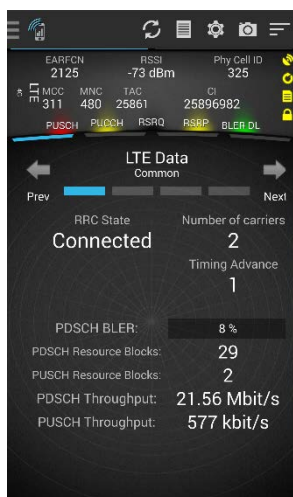 EARFCN RSSI Phy Cell ID
2125 -73 dBm 325
LTE MCC MNC TAC CI
311 480 25861 25896982
PUSCH PUCCH RSRQ RSRP BLER DL
LTE Data
Common
Prev Next
RRC State Number of carriers
Connected 2
Timing Advance
1
PDSCH BLER: 8 %
PDSCH Resource Blocks: 29
PUSCH Resource Blocks: 2
PDSCH Throughput: 21.56 Mbit/s
PUSCH Throughput: 577 kbit/s